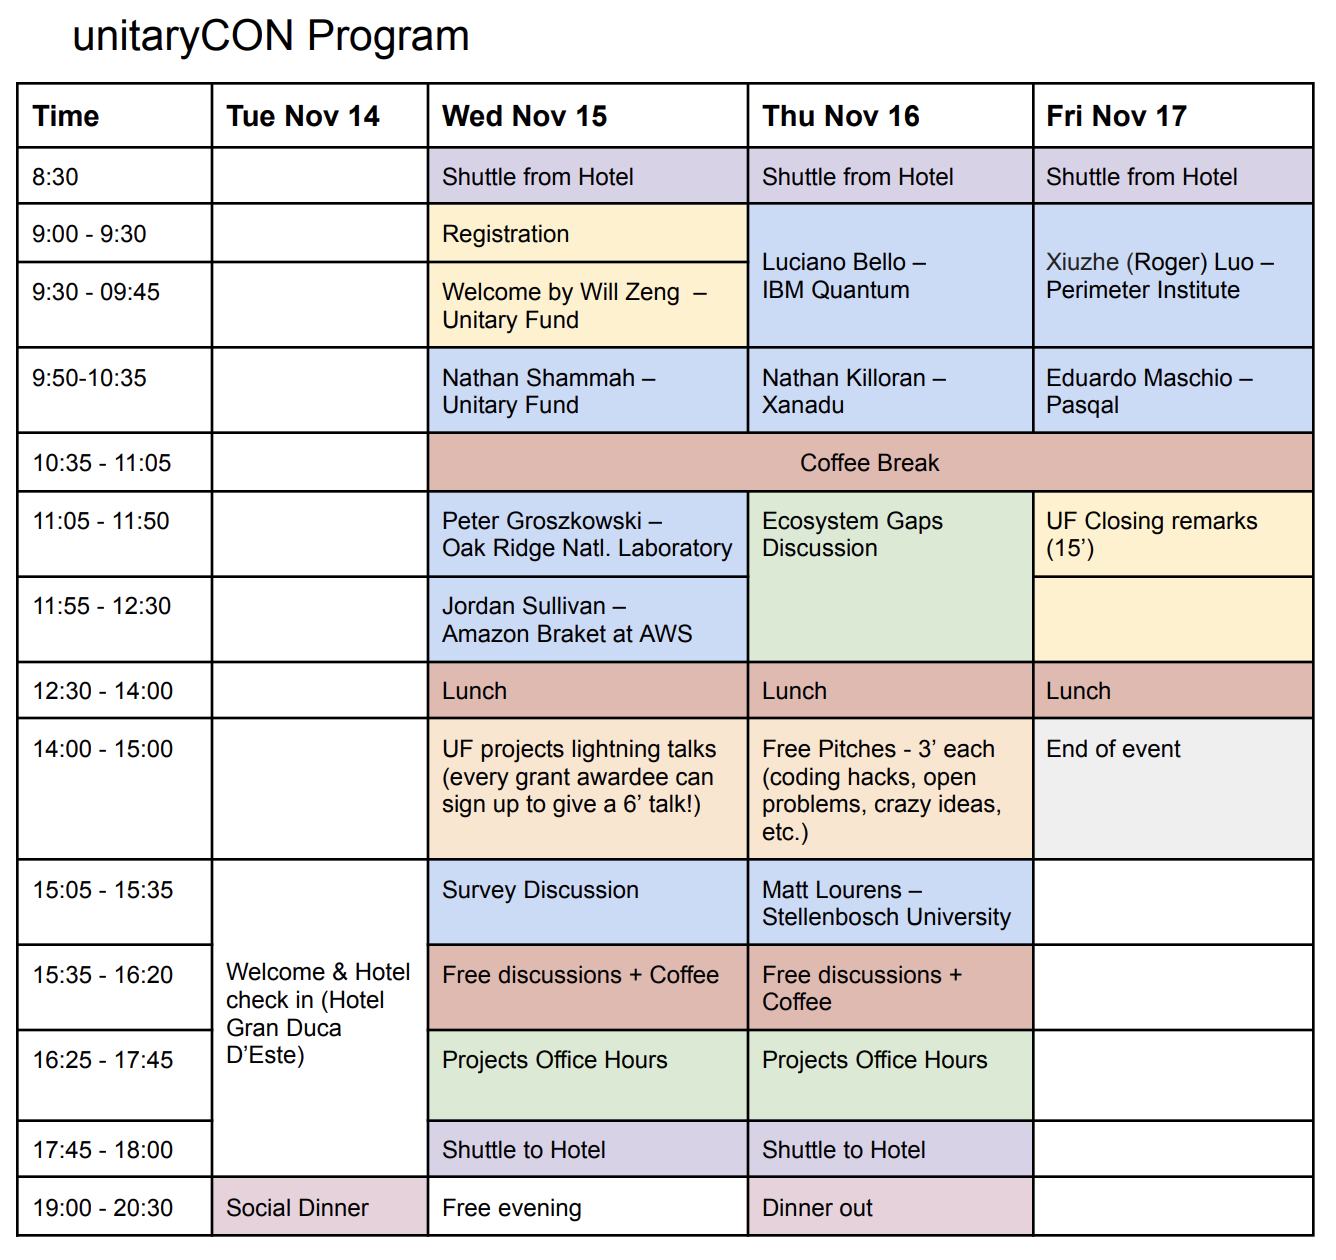 unitaryCON Program
Time
Tue Nov 14
Wed Nov 15
Thu Nov 16
Fri Nov 17
8:30
Shuttle from Hotel
Shuttle from Hotel
Shuttle from Hotel
9:00 - 9:30
Registration
Luciano Bello –
IBM Quantum
Xiuzhe (Roger) Luo –
Perimeter Institute
9:30 - 09:45
Welcome by Will Zeng –
Unitary Fund
9:50-10:35
Nathan Shammah –
Unitary Fund
Nathan Killoran –
Xanadu
Eduardo Maschio –
Pasqal
10:35 - 11:05
Coffee Break
11:05 - 11:50
Peter Groszkowski –
Oak Ridge Natl. Laboratory
Ecosystem Gaps
Discussion
UF Closing remarks
(15’)
11:55 - 12:30
Jordan Sullivan –
Amazon Braket at AWS
12:30 - 14:00
Lunch
Lunch
Lunch
14:00 - 15:00
UF projects lightning talks
(every grant awardee can
sign up to give a 6’ talk!)
Free Pitches - 3’ each
(coding hacks, open
problems, crazy ideas,
etc.)
End of event
15:05 - 15:35
Welcome & Hotel
check in (Hotel
Gran Duca
D’Este)
Survey Discussion
Matt Lourens –
Stellenbosch University
15:35 - 16:20
Free discussions + Coffee
Free discussions +
Coffee
16:25 - 17:45
Projects Office Hours
Projects Office Hours
17:45 - 18:00
Shuttle to Hotel
Shuttle to Hotel
19:00 - 20:30
Social Dinner
Free evening
Dinner out